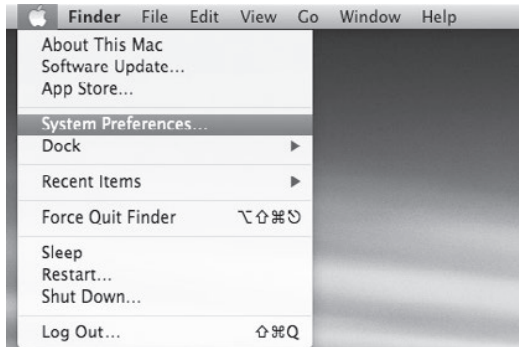 Finder File Edit View Go Window Help
About This Mac
Software Update...
App Store...
System Preferences...
Dock
Recent Items
Force Quit Finder ⌥⇧⌘⎋
Sleep
Restart...
Shut Down...
Log Out... ⇧⌘Q